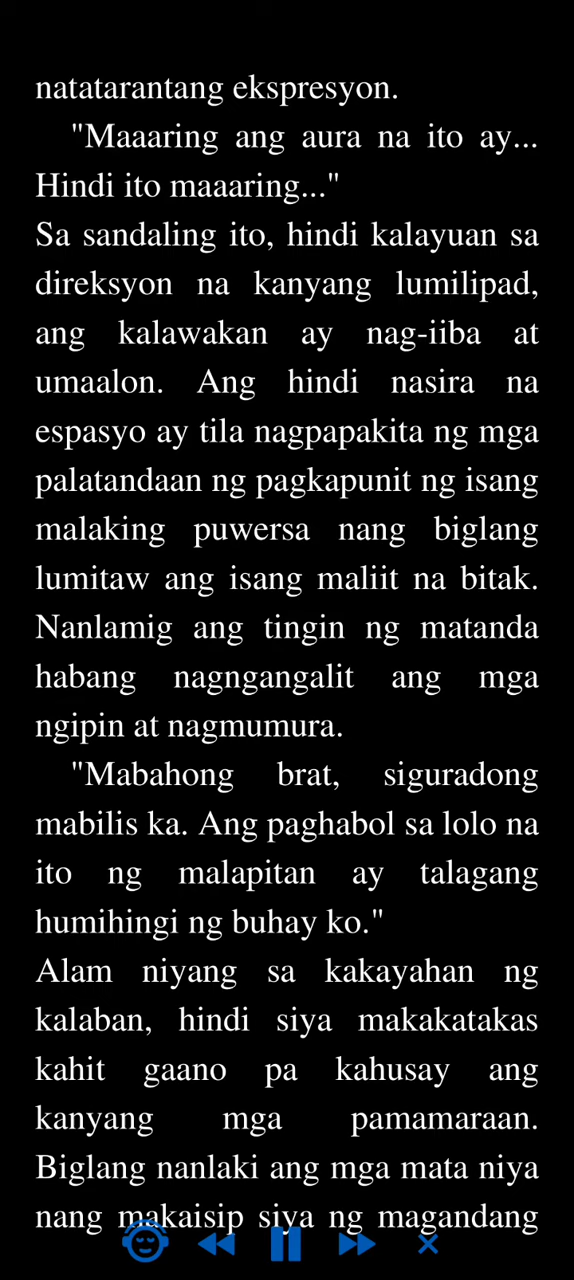 natatarantang ekspresyon.
"Maaaring ang aura na ito ay...
Hindi ito maaaring..."
Sa sandaling ito, hindi kalayuan sa
direksyon na kanyang lumilipad,
ang kalawakan ay nag-iiba at
umaalon. Ang hindi nasira na
espasyo ay tila nagpapakita ng mga
palatandaan ng pagkapunit ng isang
malaking puwersa nang biglang
lumitaw ang isang maliit na bitak.
Nanlamig ang tingin ng matanda
habang nagngangalit ang mga
ngipin at nagmumura.
"Mabahong brat, siguradong
mabilis ka. Ang paghabol sa lolo na
ito ng malapitan ay talagang
humihingi ng buhay ko."
Alam niyang sa kakayahan ng
kalaban, hindi siya makakatakas
kahit gaano pa kahusay ang
kanyang mga pamamaraan.
Biglang nanlaki ang mga mata niya
nang makaisip siya ng magandang